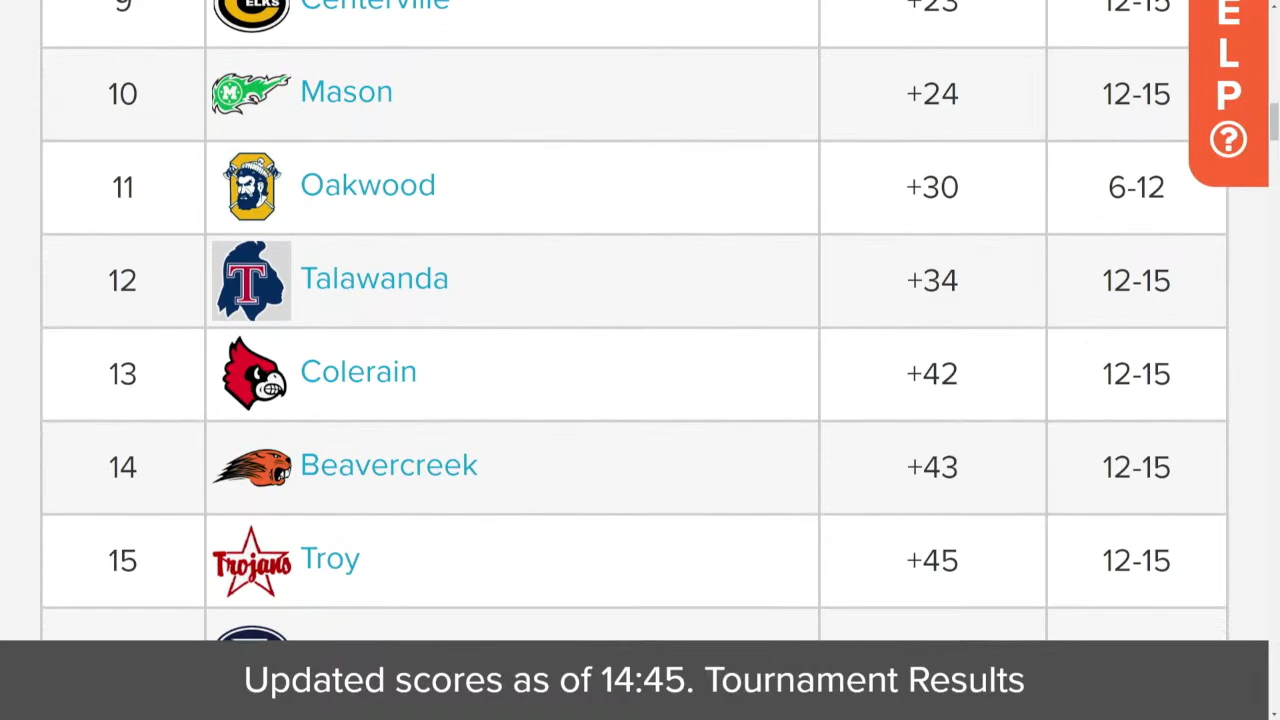 9 ELKS Centerville +23 12-15
10 M Mason +24 12-15
11 Oakwood +30 6-12
12 T Talawanda +34 12-15
13 Colerain +42 12-15
14 Beavercreek +43 12-15
15 Trojans Troy +45 12-15
E
L
P
?
Updated scores as of 14:45. Tournament Results